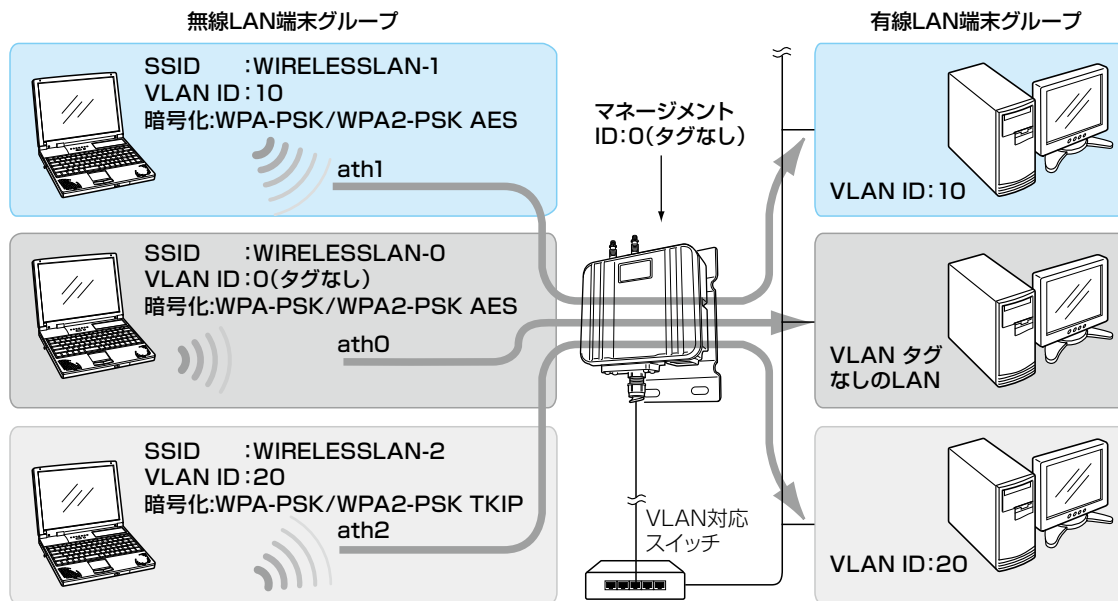 無線LAN端末グループ
有線LAN端末グループ
SSID :WIRELESSLAN-1
VLAN ID:10
暗号化:WPA-PSK/WPA2-PSK AES
ath1
マネージメント
ID:0(タグなし)
VLAN ID:10
SSID :WIRELESSLAN-0
VLAN ID:0(タグなし)
暗号化:WPA-PSK/WPA2-PSK AES
ath0
VLAN タグ
なしのLAN
SSID :WIRELESSLAN-2
VLAN ID:20
暗号化:WPA-PSK/WPA2-PSK TKIP
ath2
VLAN対応
スイッチ
VLAN ID:20